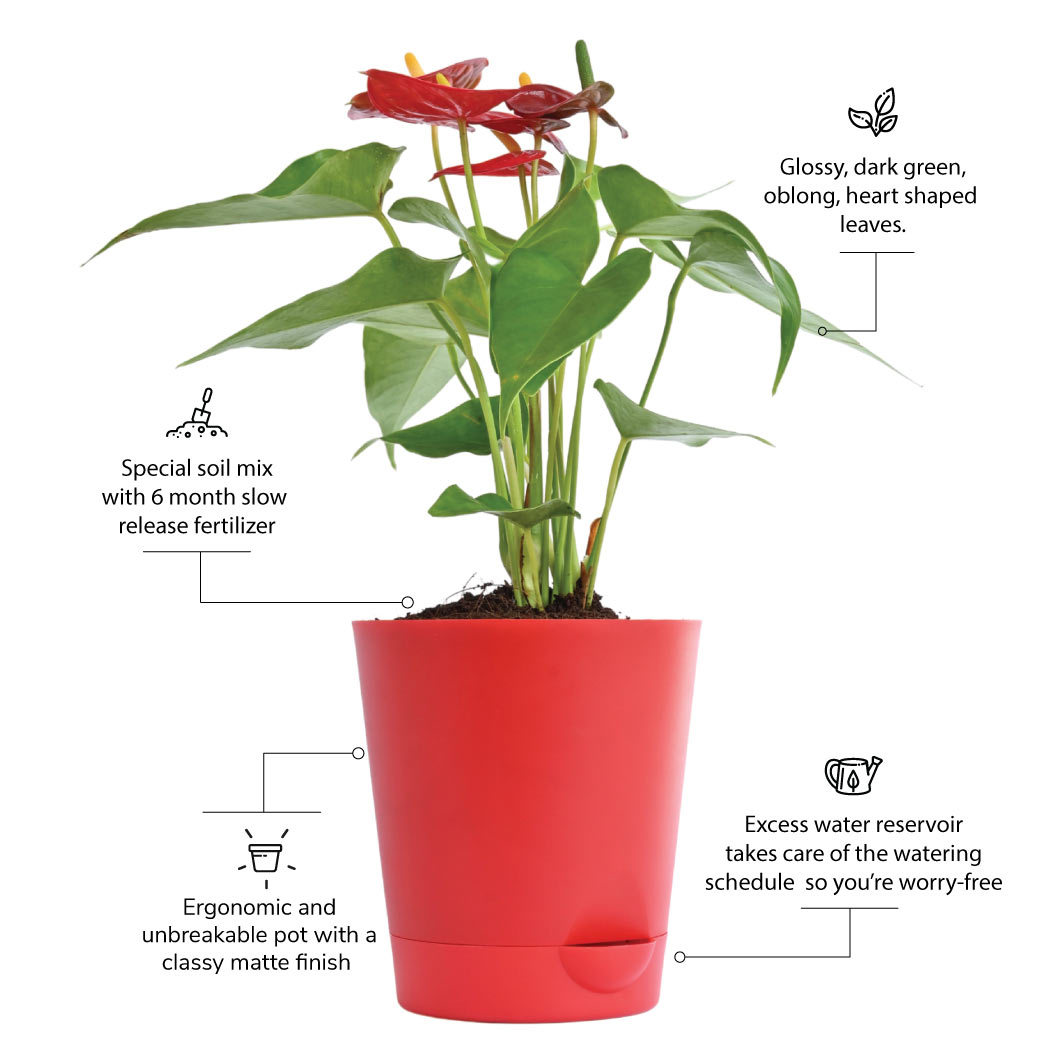 Glossy, dark green,
oblong, heart shaped
leaves.
Special soil mix
with 6 month slow
release fertilizer
Excess water reservoir
takes care of the watering
schedule  so you're worry-free
Ergonomic and
unbreakable pot with a
classy matte finish